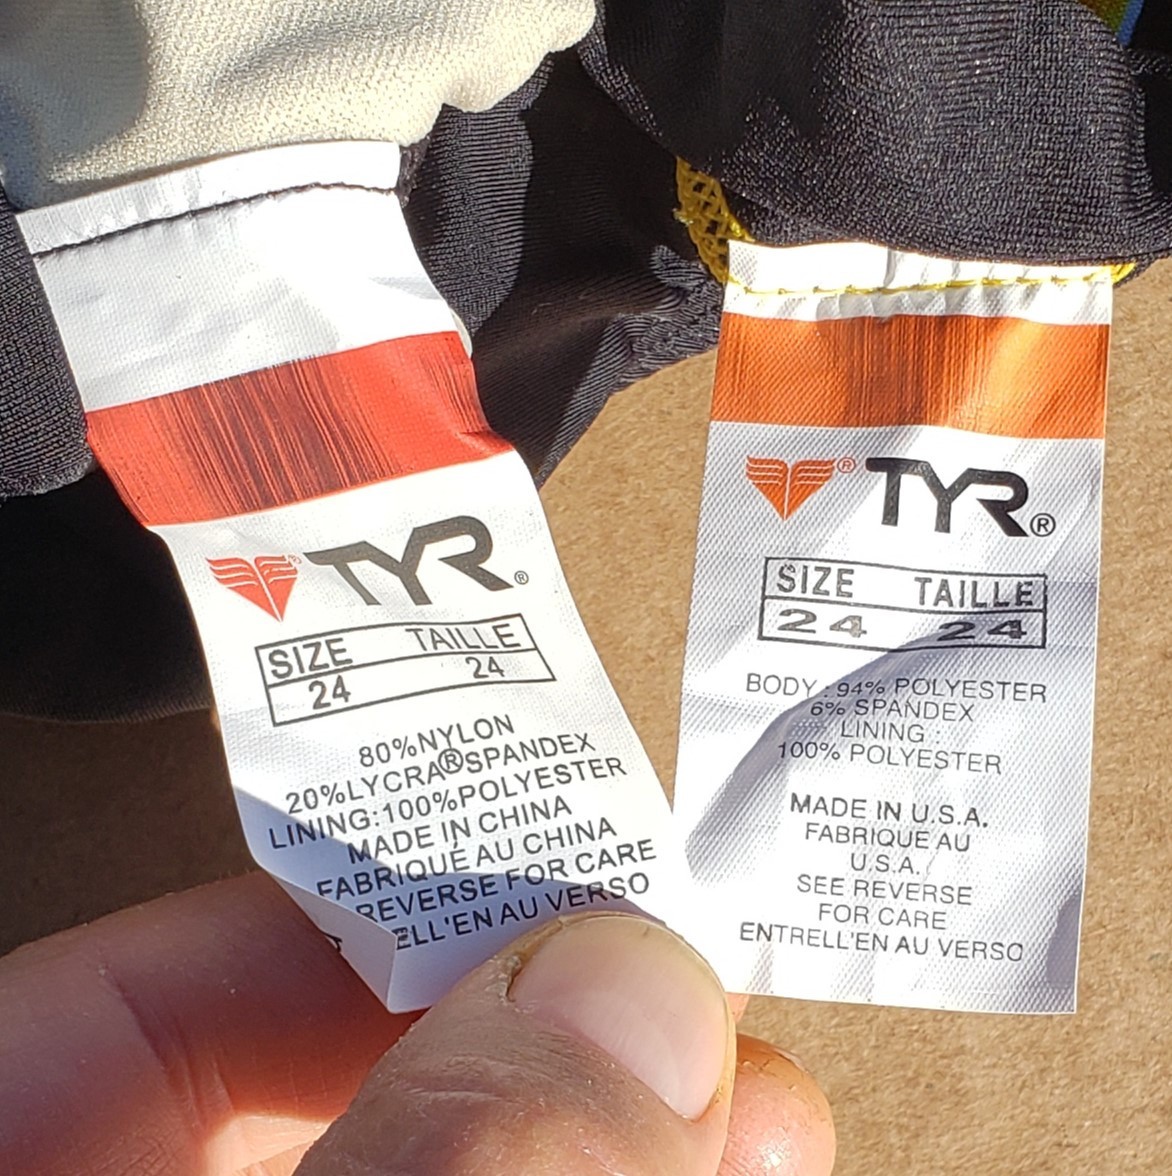 TYR®
SIZE TAILLE
24 24
80%NYLON
20%LYCRA®SPANDEX
LINING:100%POLYESTER
MADE IN CHINA
FABRIQUÉ AU CHINA
REVERSE FOR CARE
ELL'EN AU VERSO
® TYR®
SIZE TAILLE
24 24
BODY : 94% POLYESTER
6% SPANDEX
LINING :
100% POLYESTER
MADE IN U.S.A.
FABRIQUE AU
U.S.A.
SEE REVERSE
FOR CARE
ENTRELL'EN AU VERSO